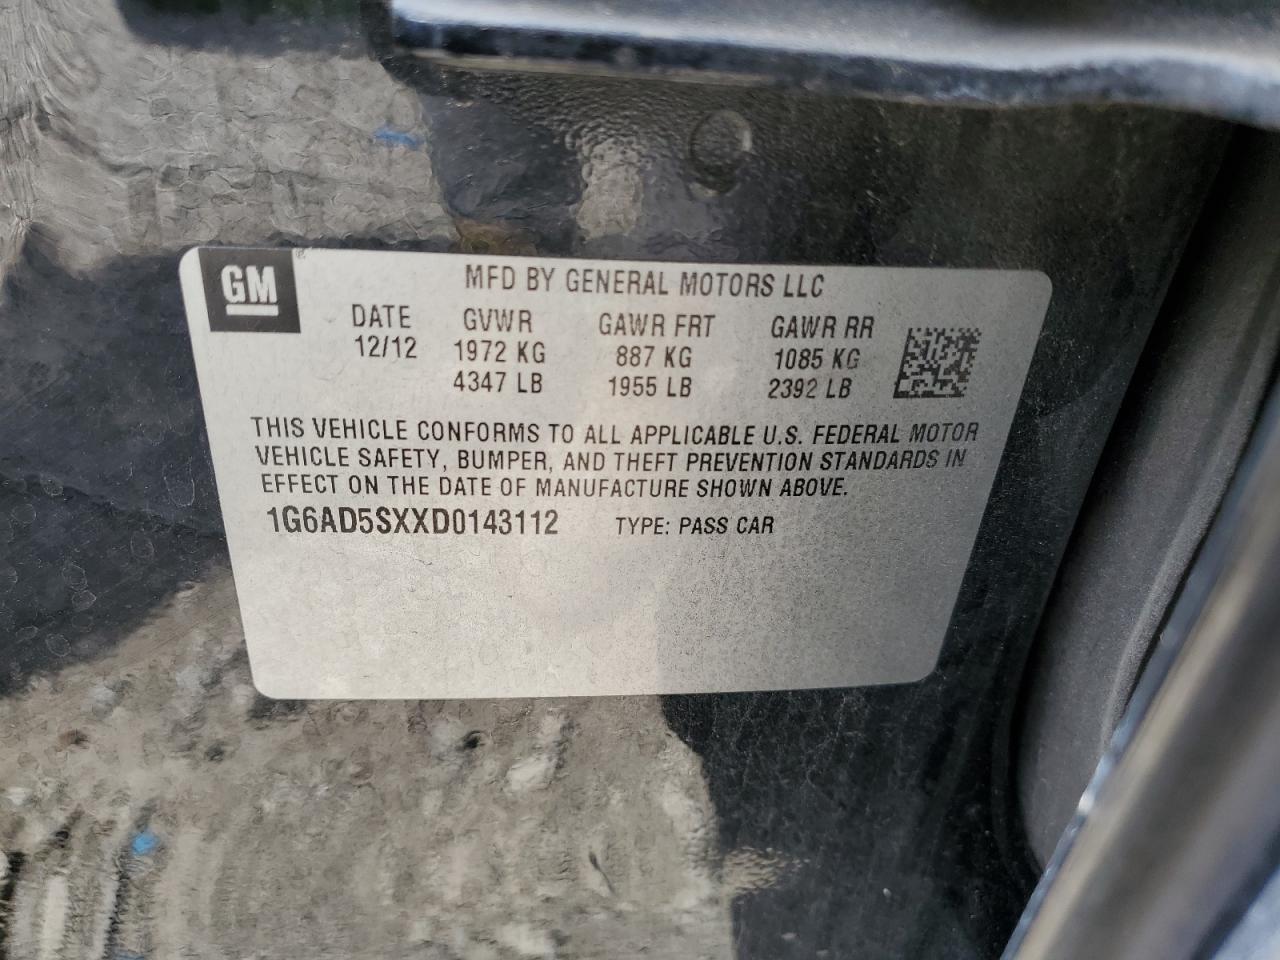 GM
MFD BY GENERAL MOTORS LLC
DATE GVWR GAWR FRT GAWR RR
12/12 1972 KG 887 KG 1085 KG
4347 LB 1955 LB 2392 LB
THIS VEHICLE CONFORMS TO ALL APPLICABLE U.S. FEDERAL MOTOR
VEHICLE SAFETY, BUMPER, AND THEFT PREVENTION STANDARDS IN
EFFECT ON THE DATE OF MANUFACTURE SHOWN ABOVE.
1G6AD5SXXD0143112 TYPE: PASS CAR